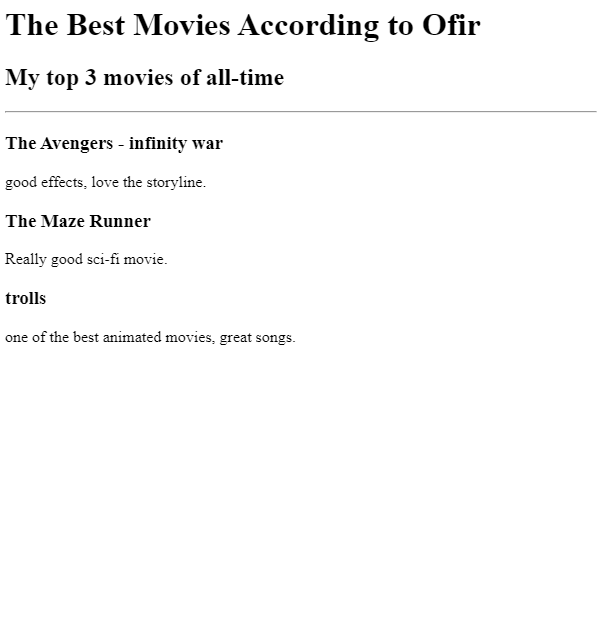 The Best Movies According to Ofir
My top 3 movies of all-time
The Avengers - infinity war
good effects, love the storyline.
The Maze Runner
Really good sci-fi movie.
trolls
one of the best animated movies, great songs.